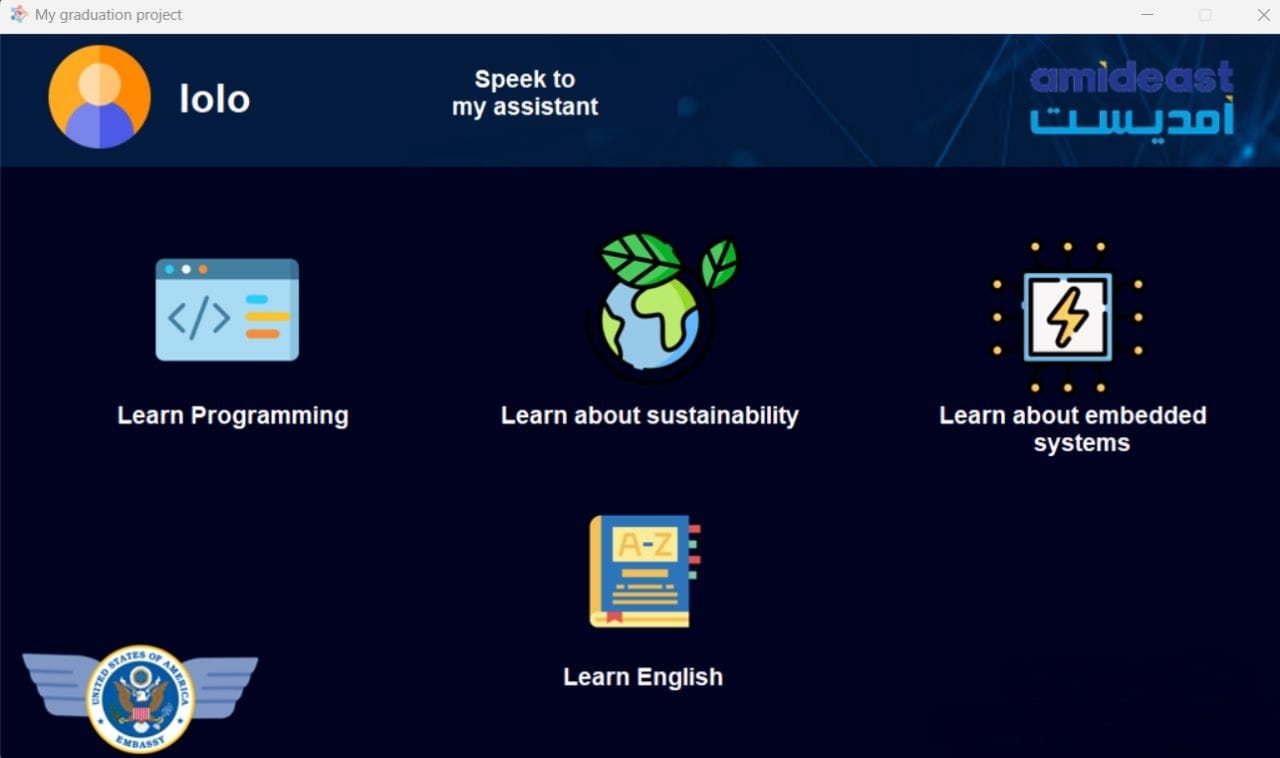 My graduation project
lolo
Speek to
my assistant
amideast
أمديست
</>
Learn Programming
Learn about sustainability
Learn about embedded
systems
A-Z
Learn English
UNITED STATES OF AMERICA
EMBASSY